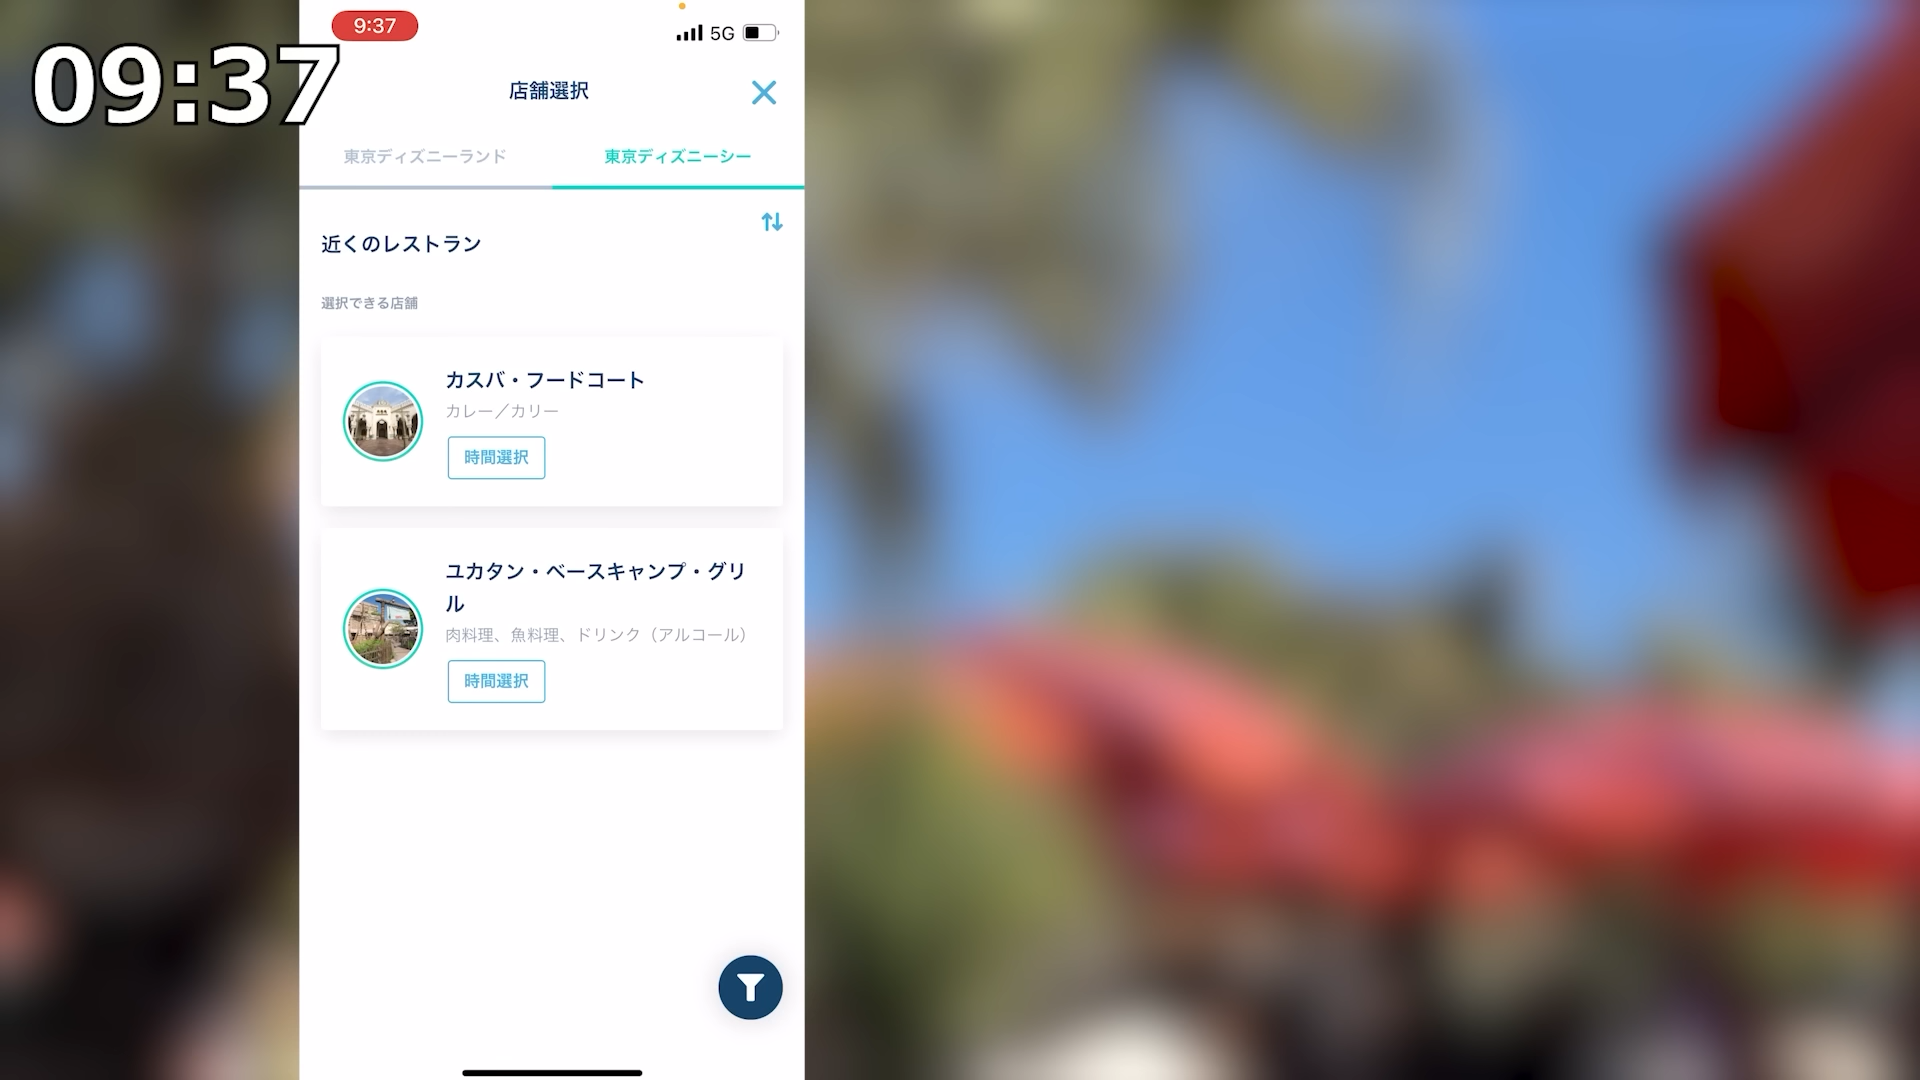 09:37
9:37
5G
店舗選択
東京ディズニーランド
東京ディズニーシー
近くのレストラン
選択できる店舗
カスバ・フードコート
カレー／カリー
時間選択
ユカタン・ベースキャンプ・グリ
ル
肉料理、魚料理、ドリンク（アルコール）
時間選択